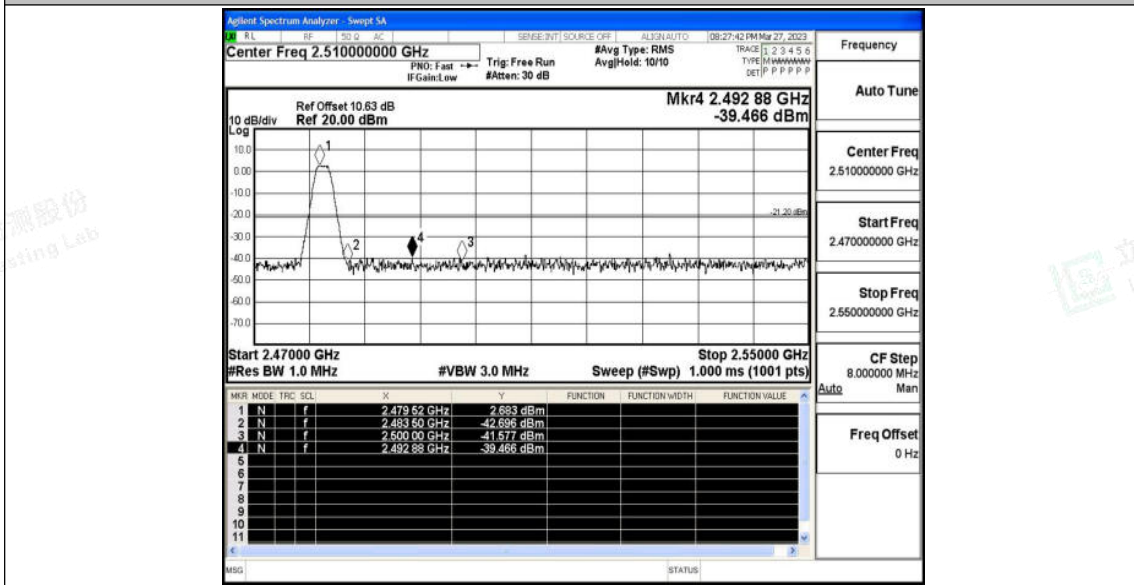 Agilent Spectrum Analyzer - Swept SA
RL RF 50 Ω AC SENSE:INT SOURCE OFF ALIGN AUTO 08:27:42 PM Mar 27, 2023
Center Freq 2.510000000 GHz
PNO: Fast
IFGain:Low
Trig: Free Run
#Atten: 30 dB
#Avg Type: RMS
Avg|Hold: 10/10
TRACE 1 2 3 4 5 6
TYPE M
DET P P P P P P
Frequency
Auto Tune
Center Freq
2.510000000 GHz
Start Freq
2.470000000 GHz
Stop Freq
2.550000000 GHz
CF Step
8.000000 MHz
Auto Man
Freq Offset
0 Hz
Mkr4 2.492 88 GHz
-39.466 dBm
Ref Offset 10.63 dB
10 dB/div Ref 20.00 dBm
Log
10.0
0.00
-10.0
-20.0
-30.0
-40.0
-50.0
-60.0
-70.0
1
2
4
3
-21.20 dBm
Start 2.47000 GHz Stop 2.55000 GHz
#Res BW 1.0 MHz #VBW 3.0 MHz Sweep (#Swp) 1.000 ms (1001 pts)
MKR MODE TRC SCL X Y FUNCTION FUNCTION WIDTH FUNCTION VALUE
1 N f 2.479 52 GHz 2.683 dBm
2 N f 2.483 50 GHz -42.696 dBm
3 N f 2.500 00 GHz -41.577 dBm
4 N f 2.492 88 GHz -39.466 dBm
5
6
7
8
9
10
11
MSG STATUS
测股份
sting Lab
立